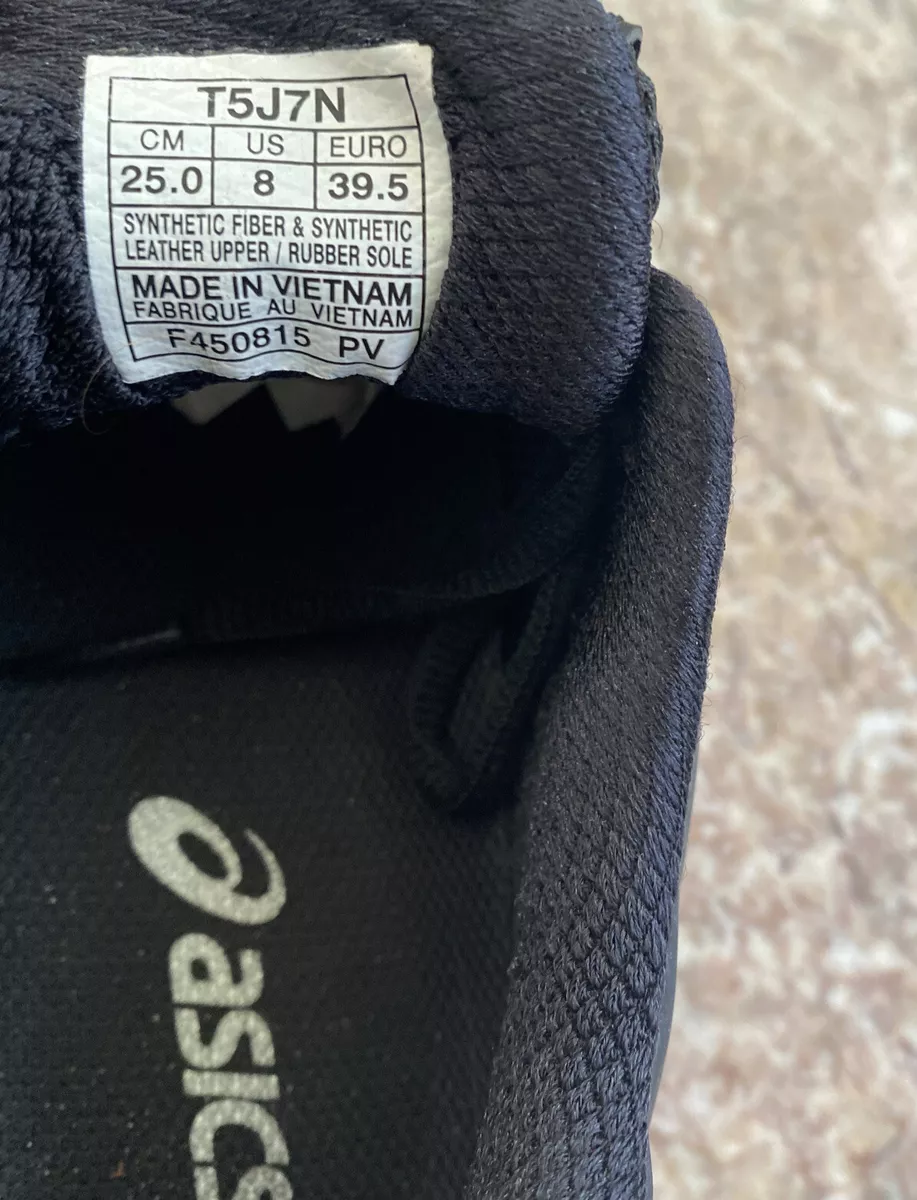 T5J7N
CM US EURO
25.0 8 39.5
SYNTHETIC FIBER & SYNTHETIC
LEATHER UPPER / RUBBER SOLE
MADE IN VIETNAM
FABRIQUE AU VIETNAM
F450815 PV
asics